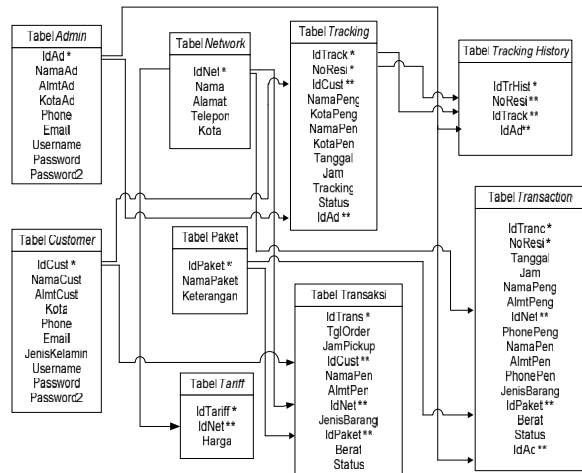 Tabel Admin
IdAd *
NamaAd
AlmtAd
KotaAd
Phone
Email
Username
Password
Password2
Tabel Network
IdNet *
Nama
Alamat
Telepon
Kota
Tabel Tracking
IdTrack *
NoResi *
IdCust **
NamaPeng
KotaPeng
NamaPen
KotaPen
Tanggal
Jam
Tracking
Status
IdAd **
Tabel Tracking History
IdTrHist *
NoResi **
IdTrack **
IdAd**
Tabel Customer
IdCust *
NamaCust
AlmtCust
Kota
Phone
Email
JenisKelamin
Username
Password
Password2
Tabel Paket
IdPaket *
NamaPaket
Keterangan
Tabel Tariff
IdTariff *
IdNet **
Harga
Tabel Transaksi
IdTrans *
TglOrder
JamPickup
IdCust **
NamaPen
AlmtPen
IdNet **
JenisBarang
IdPaket **
Berat
Status
Tabel Transaction
IdTranc *
NoResi *
Tanggal
Jam
NamaPeng
AlmtPeng
IdNet **
PhonePeng
NamaPen
AlmtPen
PhonePen
JenisBarang
IdPaket **
Berat
Status
IdAd **